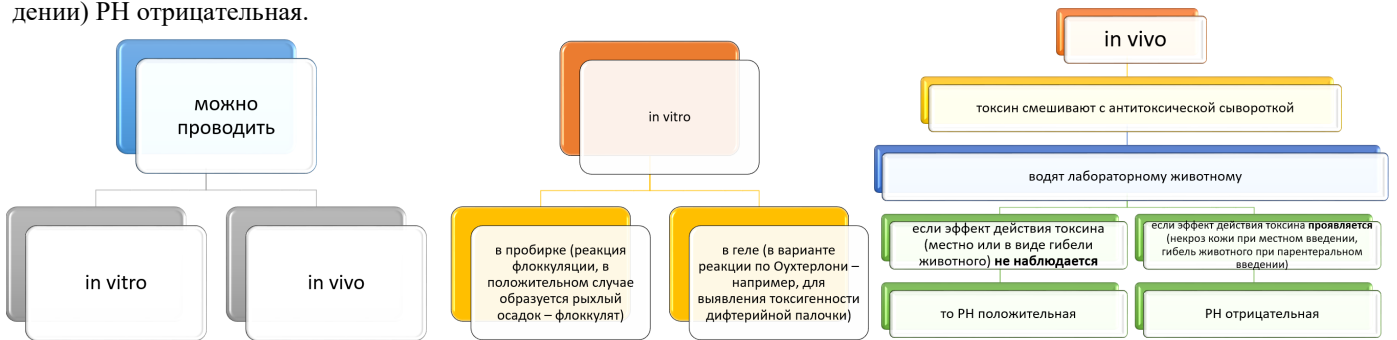 дении) РН отрицательная.
можно
проводить
in vitro
in vivo
in vitro
в пробирке (реакция
флоккуляции, в
положительном случае
образуется рыхлый
осадок – флоккулят)
в геле (в варианте
реакции по Оухтерлони –
например, для
выявления токсигенности
дифтерийной палочки)
in vivo
токсин смешивают с антитоксической сывороткой
водят лабораторному животному
если эффект действия токсина
(местно или в виде гибели
животного) не наблюдается
то РН положительная
если эффект действия токсина проявляется
(некроз кожи при местном введении,
гибель животного при парентеральном
введении)
РН отрицательная